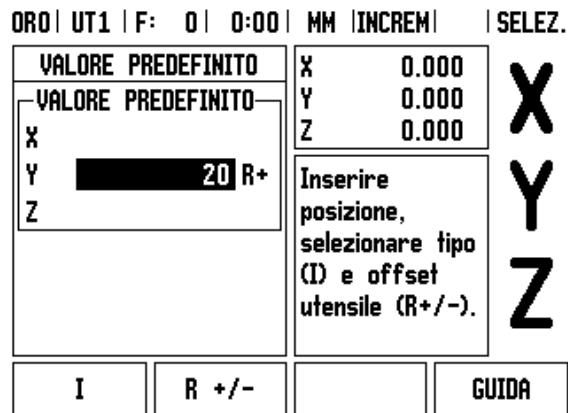 ORO| UT1 |F: 0| 0:00| MM |INCREM| |SELEZ.
VALORE PREDEFINITO
VALORE PREDEFINITO
X
Y 20 R+
Z
X 0.000
Y 0.000
Z 0.000
Inserire
posizione,
selezionare tipo
(I) e offset
utensile (R+/-).
X
Y
Z
I
R +/-
GUIDA